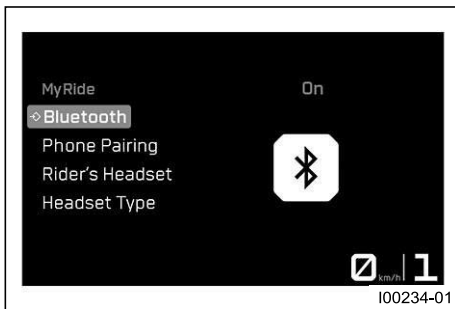 MyRide On
Bluetooth
Phone Pairing
Rider's Headset
Headset Type
0 km/h 1
I00234-01